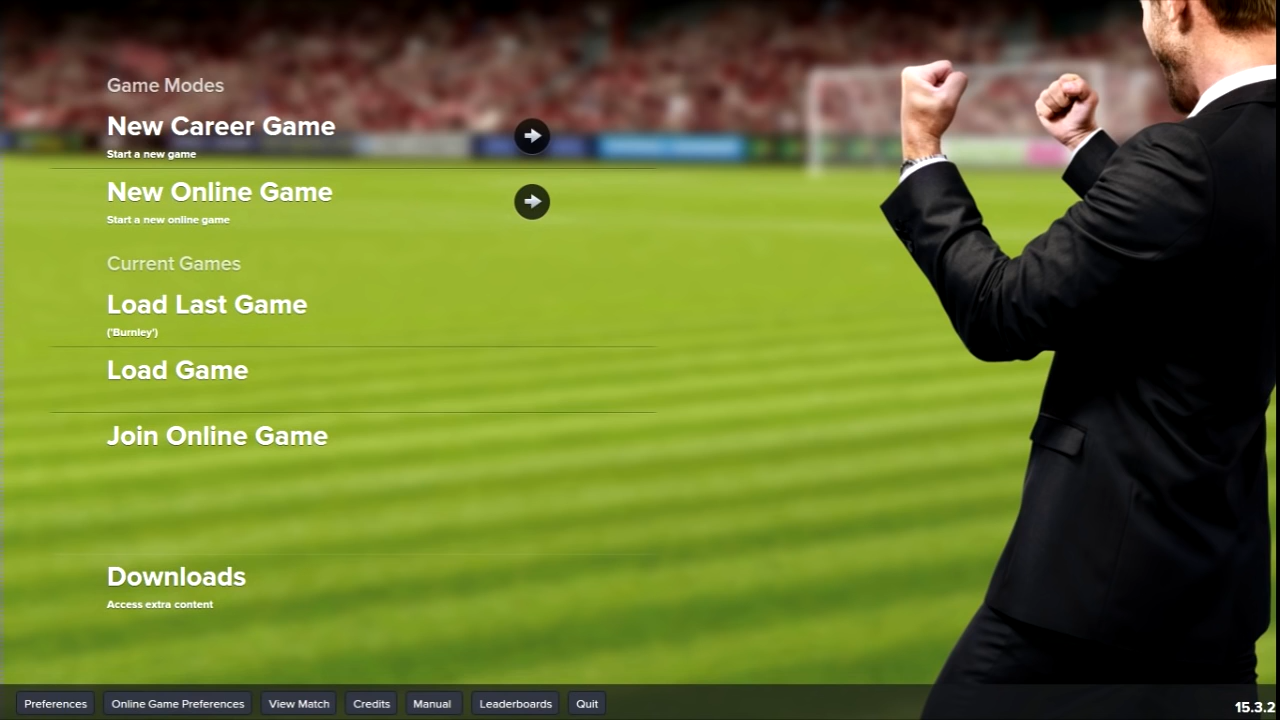 Game Modes
New Career Game
Start a new game
New Online Game
Start a new online game
Current Games
Load Last Game
('Burnley')
Load Game
Join Online Game
Downloads
Access extra content
Preferences
Online Game Preferences
View Match
Credits
Manual
Leaderboards
Quit
15.3.2